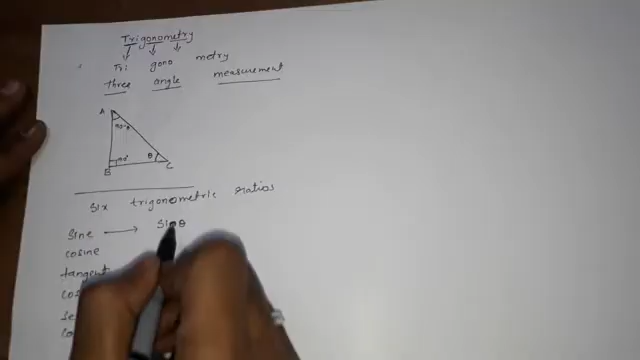 Trigonometry
Tri gono metry
three angle measurement
A
90°-θ
90° θ
B C
Six trigonometric ratios
Sine → Sinθ
cosine
tangent